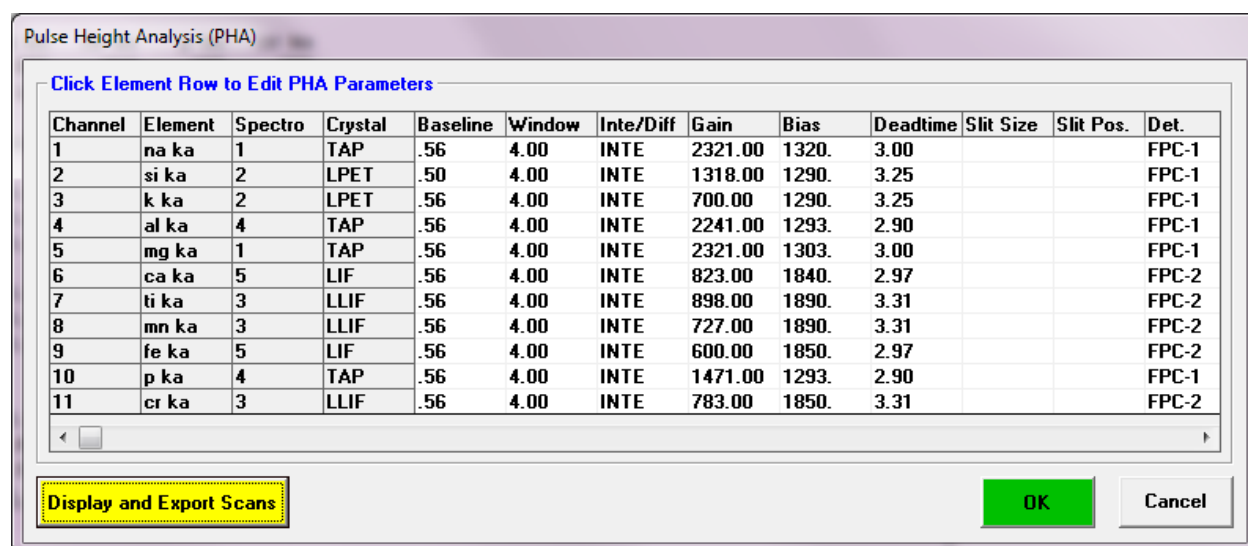 Pulse Height Analysis (PHA)
Click Element Row to Edit PHA Parameters
Channel Element Spectro Crystal Baseline Window Inte/Diff Gain Bias Deadtime Slit Size Slit Pos. Det.
1 na ka 1 TAP .56 4.00 INTE 2321.00 1320. 3.00 FPC-1
2 si ka 2 LPET .50 4.00 INTE 1318.00 1290. 3.25 FPC-1
3 k ka 2 LPET .56 4.00 INTE 700.00 1290. 3.25 FPC-1
4 al ka 4 TAP .56 4.00 INTE 2241.00 1293. 2.90 FPC-1
5 mg ka 1 TAP .56 4.00 INTE 2321.00 1303. 3.00 FPC-1
6 ca ka 5 LIF .56 4.00 INTE 823.00 1840. 2.97 FPC-2
7 ti ka 3 LLIF .56 4.00 INTE 898.00 1890. 3.31 FPC-2
8 mn ka 3 LLIF .56 4.00 INTE 727.00 1890. 3.31 FPC-2
9 fe ka 5 LIF .56 4.00 INTE 600.00 1850. 2.97 FPC-2
10 p ka 4 TAP .56 4.00 INTE 1471.00 1293. 2.90 FPC-1
11 cr ka 3 LLIF .56 4.00 INTE 783.00 1850. 3.31 FPC-2
Display and Export Scans OK Cancel